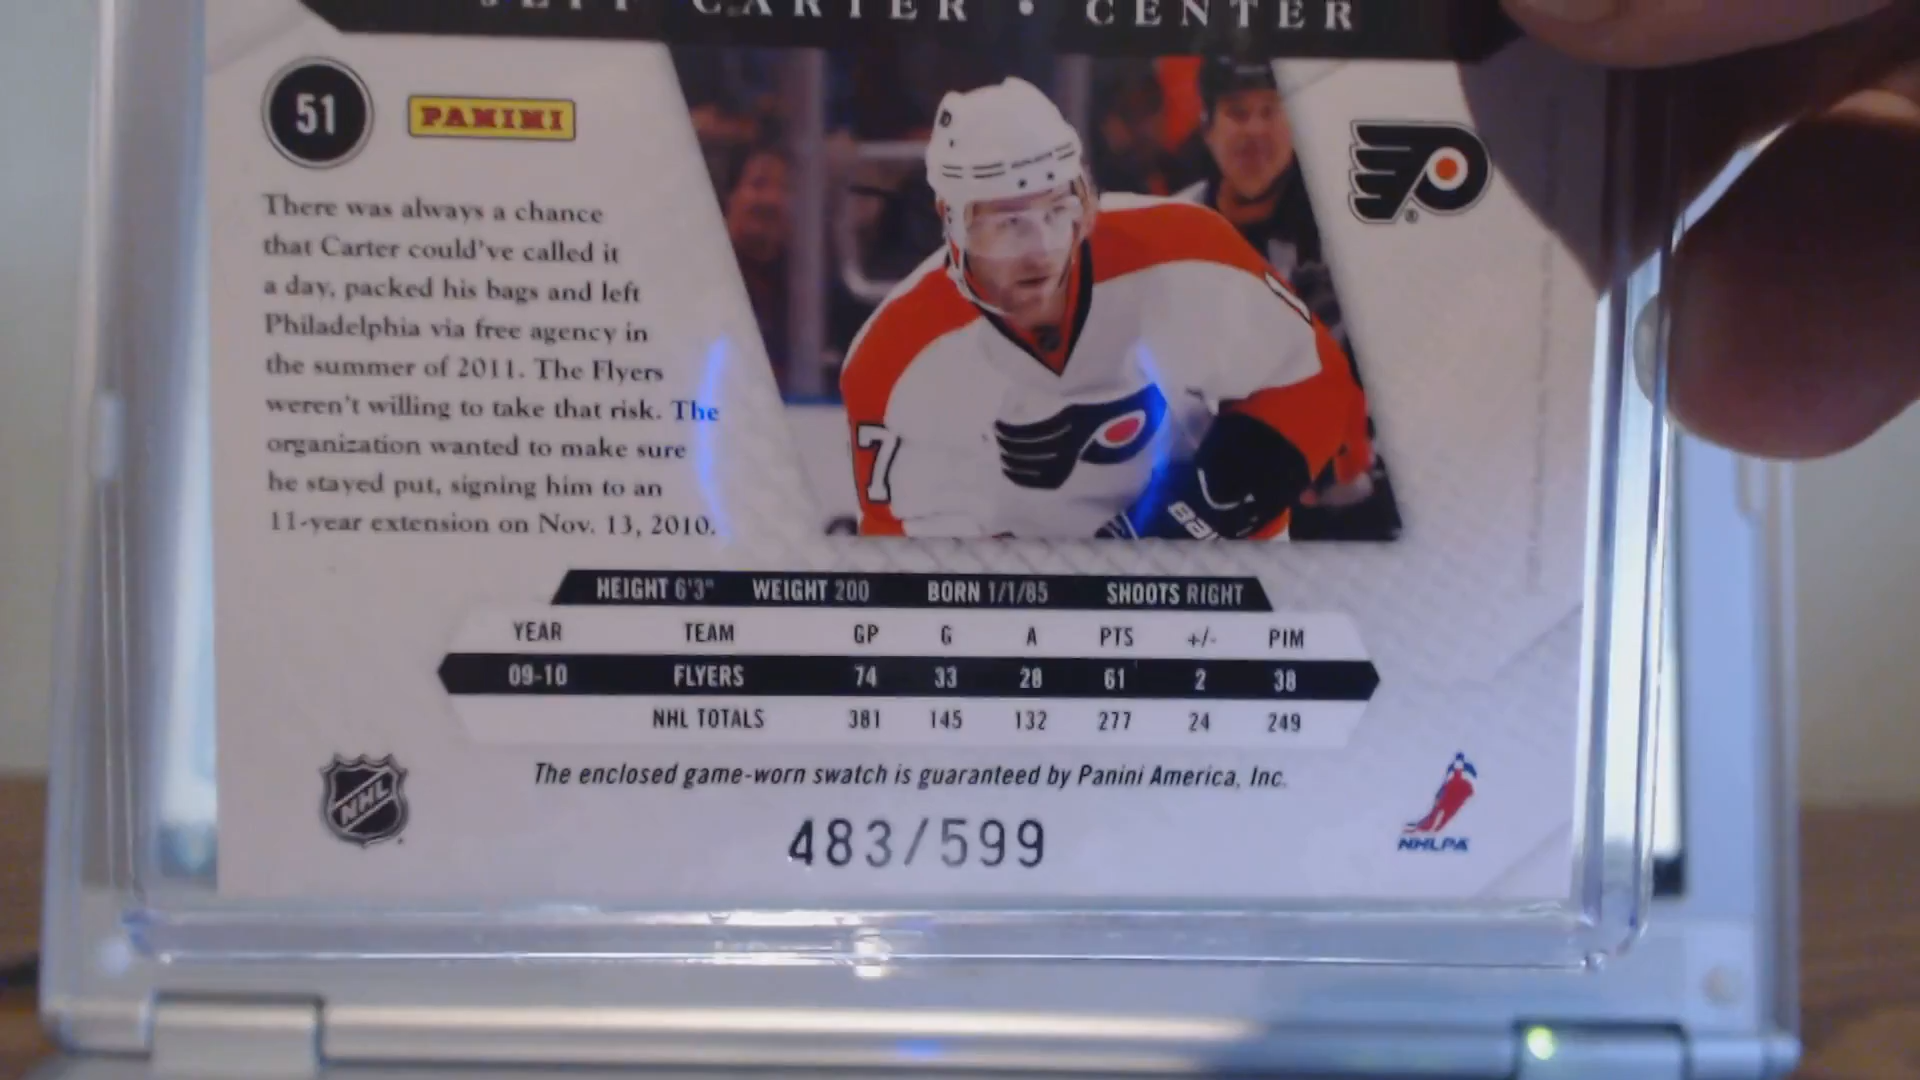 JEFF CARTER • CENTER
51
PANINI
There was always a chance
that Carter could've called it
a day, packed his bags and left
Philadelphia via free agency in
the summer of 2011. The Flyers
weren't willing to take that risk. The
organization wanted to make sure
he stayed put, signing him to an
11-year extension on Nov. 13, 2010.
7
HEIGHT 6'3" WEIGHT 200 BORN 1/1/85 SHOOTS RIGHT
YEAR TEAM GP G A PTS +/- PIM
09-10 FLYERS 74 33 28 61 2 38
NHL TOTALS 381 145 132 277 24 249
The enclosed game-worn swatch is guaranteed by Panini America, Inc.
NHL
483/599
NHLPA